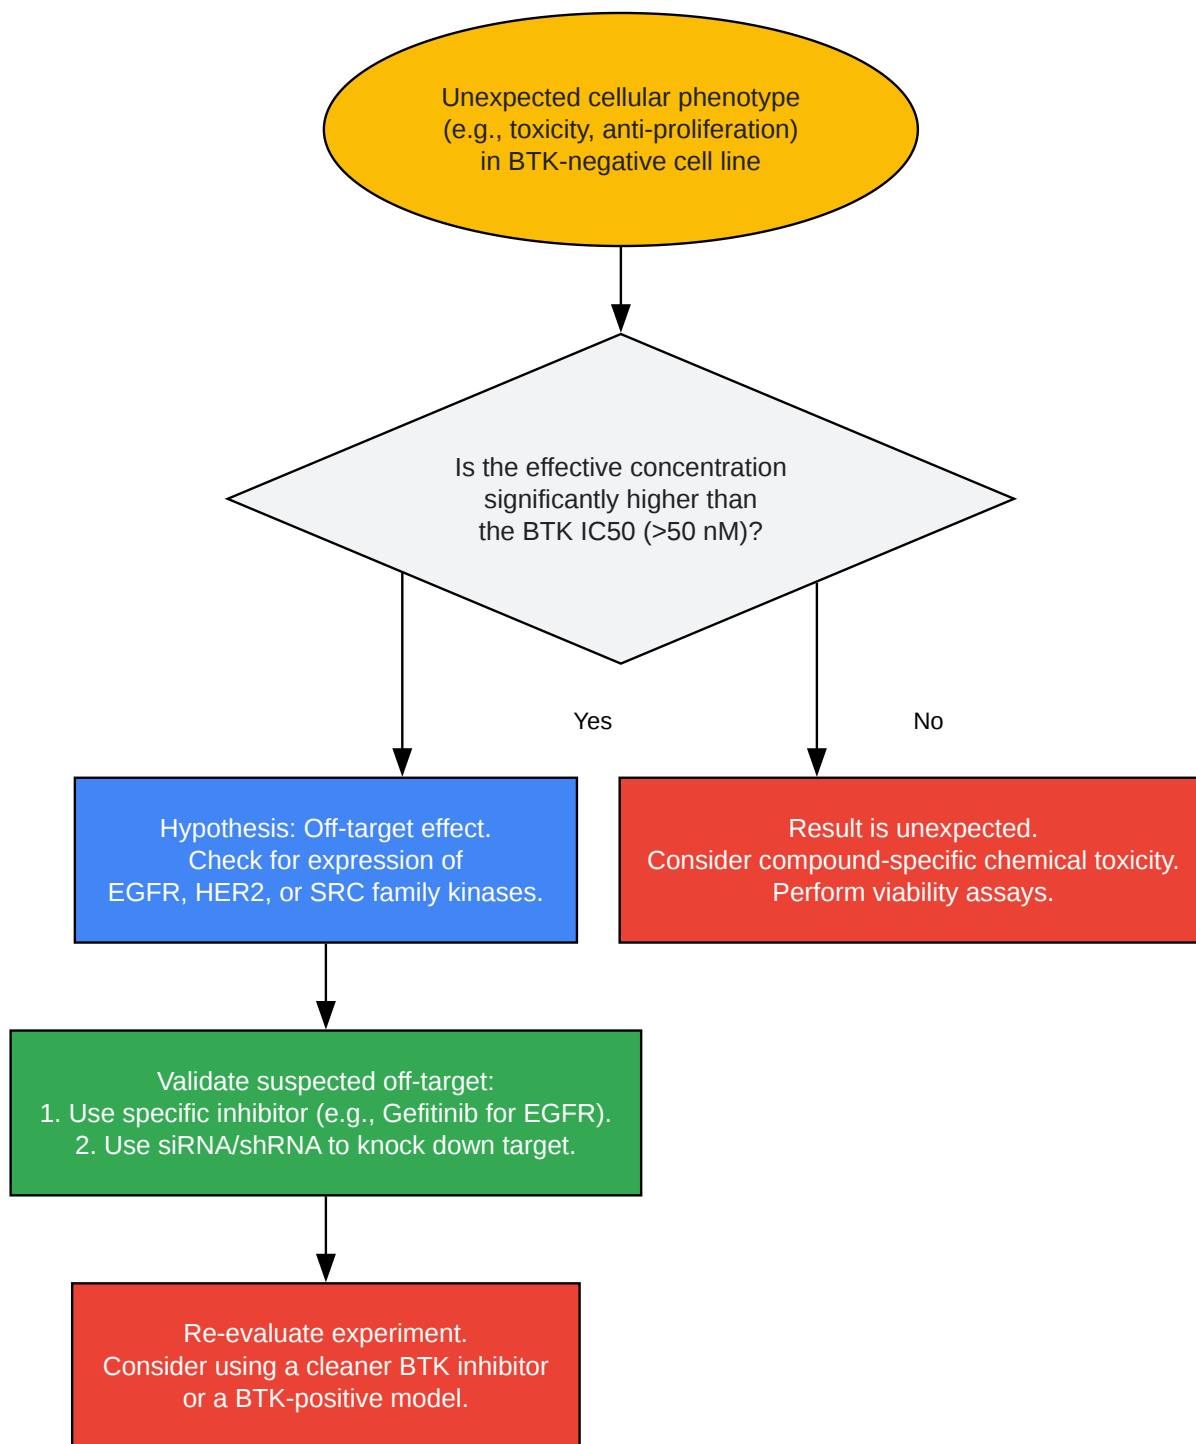 Unexpected cellular phenotype
(e.g., toxicity, anti-proliferation)
in BTK-negative cell line
Is the effective concentration
significantly higher than
the BTK IC50 (>50 nM)?
Yes
No
Hypothesis: Off-target effect.
Check for expression of
EGFR, HER2, or SRC family kinases.
Result is unexpected.
Consider compound-specific chemical toxicity.
Perform viability assays.
Validate suspected off-target:
1. Use specific inhibitor (e.g., Gefitinib for EGFR).
2. Use siRNA/shRNA to knock down target.
Re-evaluate experiment.
Consider using a cleaner BTK inhibitor
or a BTK-positive model.